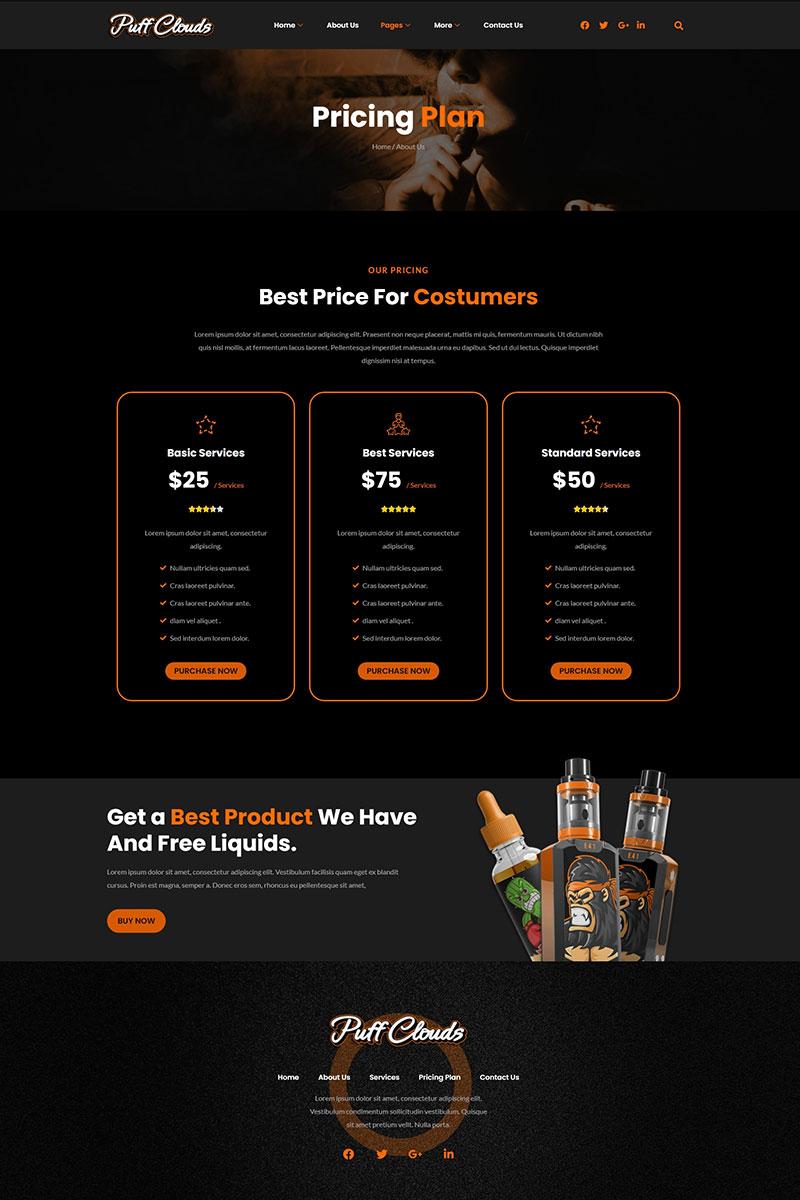 Puff Clouds
Home About Us Pages More Contact Us
Pricing Plan
Home / About Us
OUR PRICING
Best Price For Costumers
Lorem ipsum dolor sit amet, consectetur adipiscing elit. Praesent non neque placerat, mattis mi quis, fermentum mauris. Ut dictum nibh
quis nisl mollis, at fermentum lacus laoreet. Pellentesque imperdiet malesuada urna eu dapibus. Sed ut dui lectus. Quisque imperdiet
dignissim nisi at tempus.
Basic Services
$25 / Services
Lorem ipsum dolor sit amet, consectetur
adipiscing.
Nullam ultricies quam sed.
Cras laoreet pulvinar.
Cras laoreet pulvinar ante.
diam vel aliquet .
Sed interdum lorem dolor.
PURCHASE NOW
Best Services
$75 / Services
Lorem ipsum dolor sit amet, consectetur
adipiscing.
Nullam ultricies quam sed.
Cras laoreet pulvinar.
Cras laoreet pulvinar ante.
diam vel aliquet .
Sed interdum lorem dolor.
PURCHASE NOW
Standard Services
$50 / Services
Lorem ipsum dolor sit amet, consectetur
adipiscing.
Nullam ultricies quam sed.
Cras laoreet pulvinar.
Cras laoreet pulvinar ante.
diam vel aliquet .
Sed interdum lorem dolor.
PURCHASE NOW
Get a Best Product We Have
And Free Liquids.
Lorem ipsum dolor sit amet, consectetur adipiscing elit. Vestibulum facilisis quam eget ex blandit
cursus. Proin est magna, semper a. Donec eros sem, rhoncus eu pellentesque sit amet,
BUY NOW
E41
E41
Puff Clouds
Home About Us Services Pricing Plan Contact Us
Lorem ipsum dolor sit amet, consectetur adipiscing elit.
Vestibulum condimentum sollicitudin vestibulum. Quisque
sit amet pretium velit. Nulla porta.